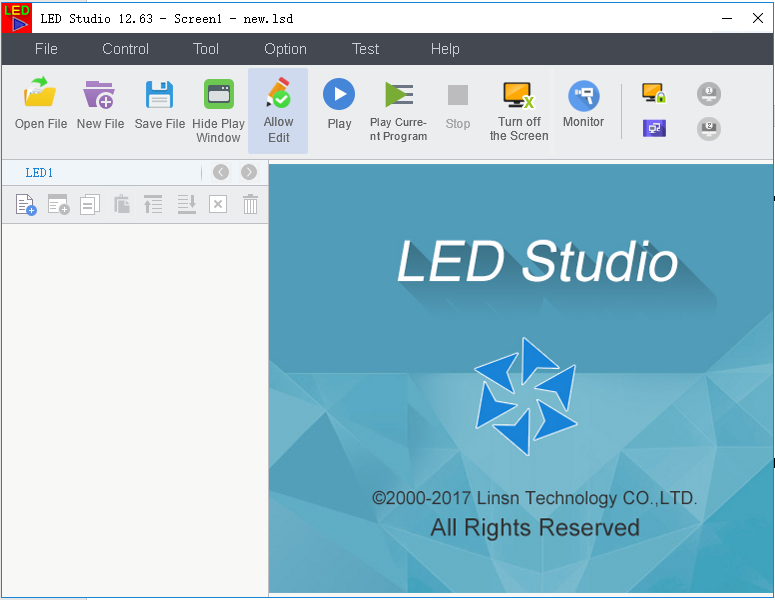 LED
LED Studio 12.63 - Screen1 - new.lsd
File Control Tool Option Test Help
Open File New File Save File Hide Play Window Allow Edit Play Play Curre-nt Program Stop Turn off the Screen Monitor
1
2
LED1
LED Studio
©2000-2017 Linsn Technology CO.,LTD.
All Rights Reserved